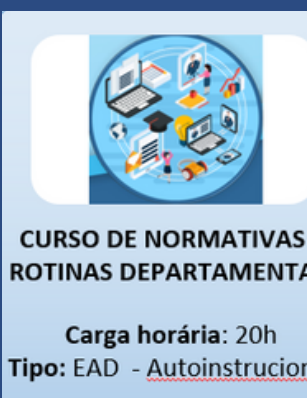 CURSO DE NORMATIVAS
ROTINAS DEPARTAMENTA
Carga horária: 20h
Tipo: EAD - Autoinstrucion